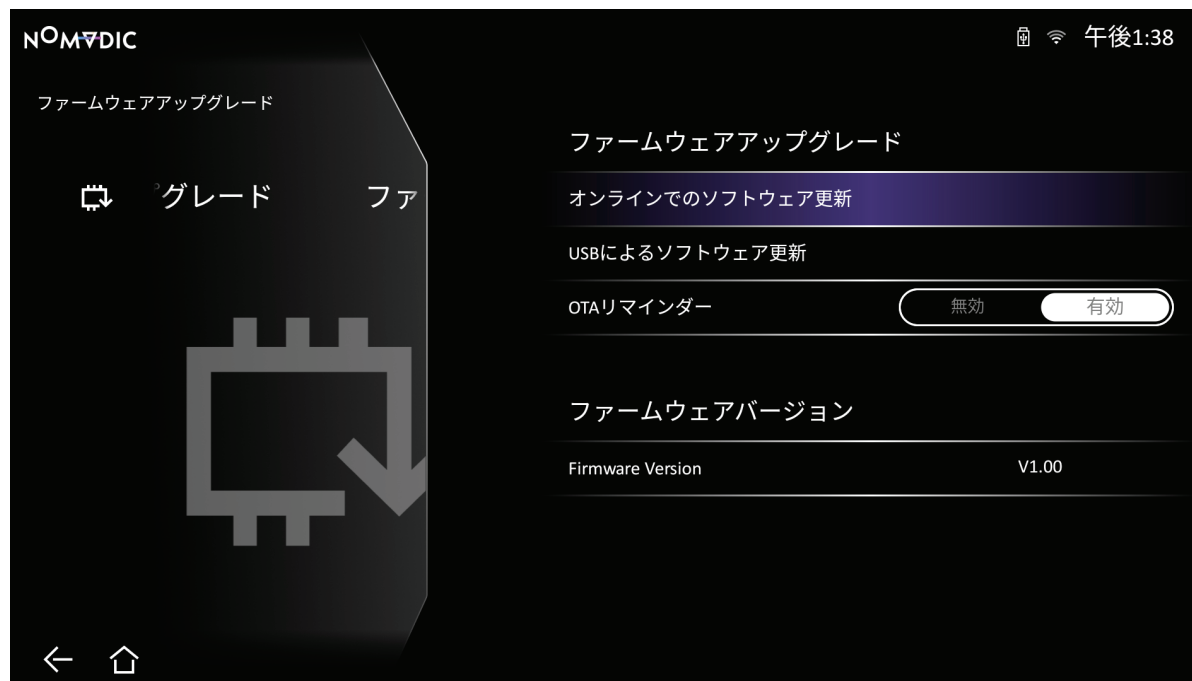 NOMADIC
午後1:38
ファームウェアアップグレード
グレード ファ
ファームウェアアップグレード
オンラインでのソフトウェア更新
USBによるソフトウェア更新
OTAリマインダー 無効 有効
ファームウェアバージョン
Firmware Version V1.00